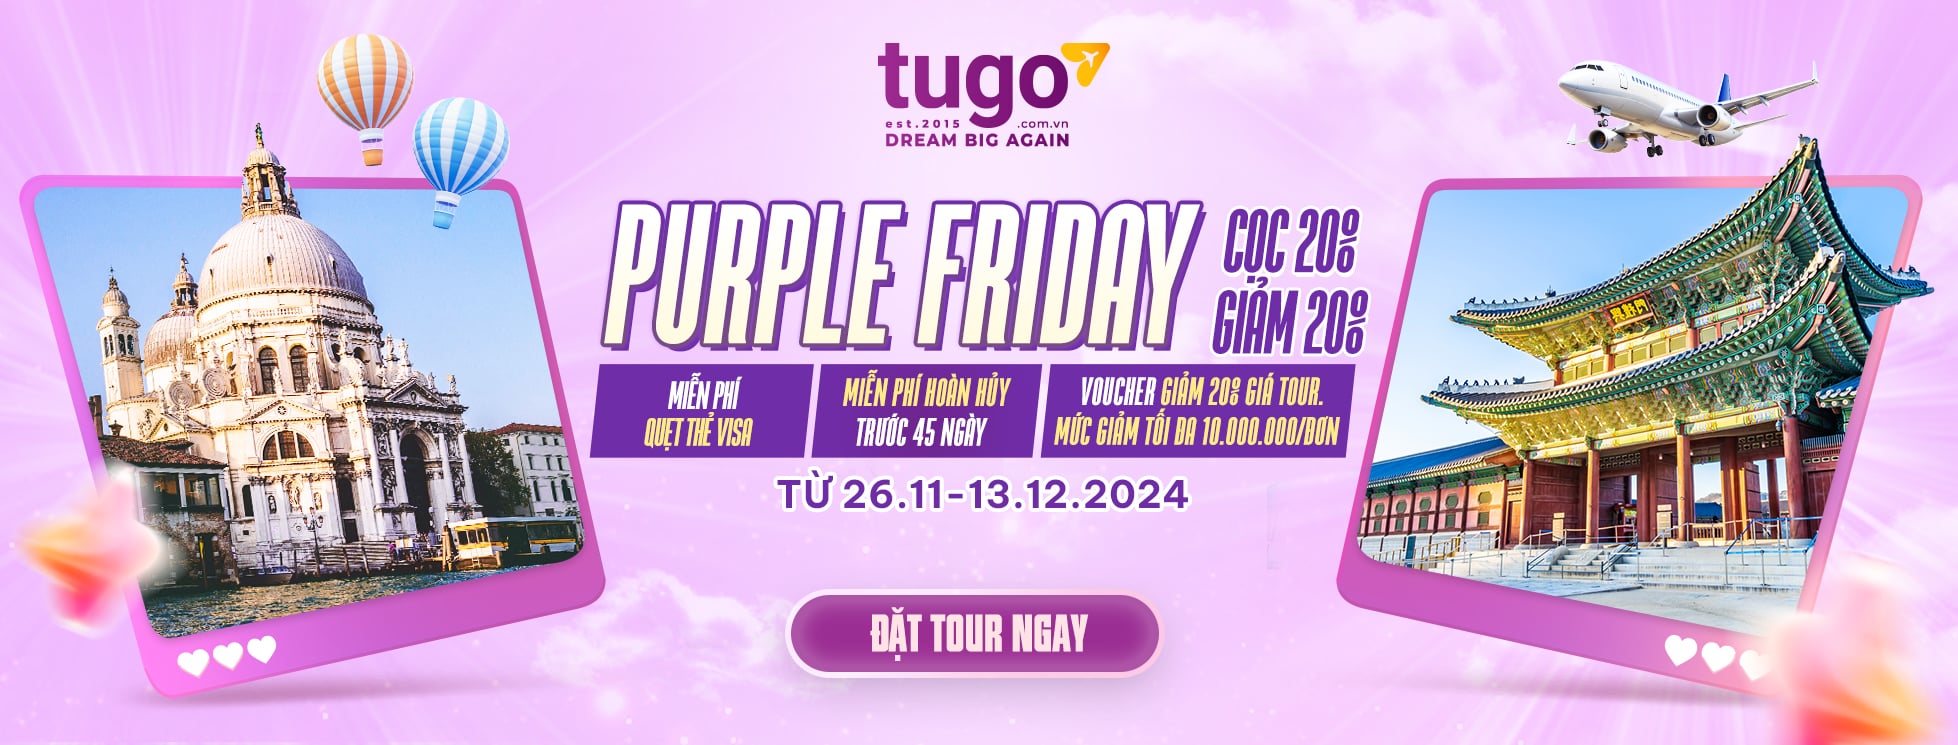 tugo
est.2015 .com.vn
DREAM BIG AGAIN
PURPLE FRIDAY
CỌC 20%
GIẢM 20%
MIỄN PHÍ
QUẸT THẺ VISA
MIỄN PHÍ HOÀN HỦY
TRƯỚC 45 NGÀY
VOUCHER GIẢM 20% GIÁ TOUR.
MỨC GIẢM TỐI ĐA 10.000.000/ĐƠN
TỪ 26.11-13.12.2024
ĐẶT TOUR NGAY